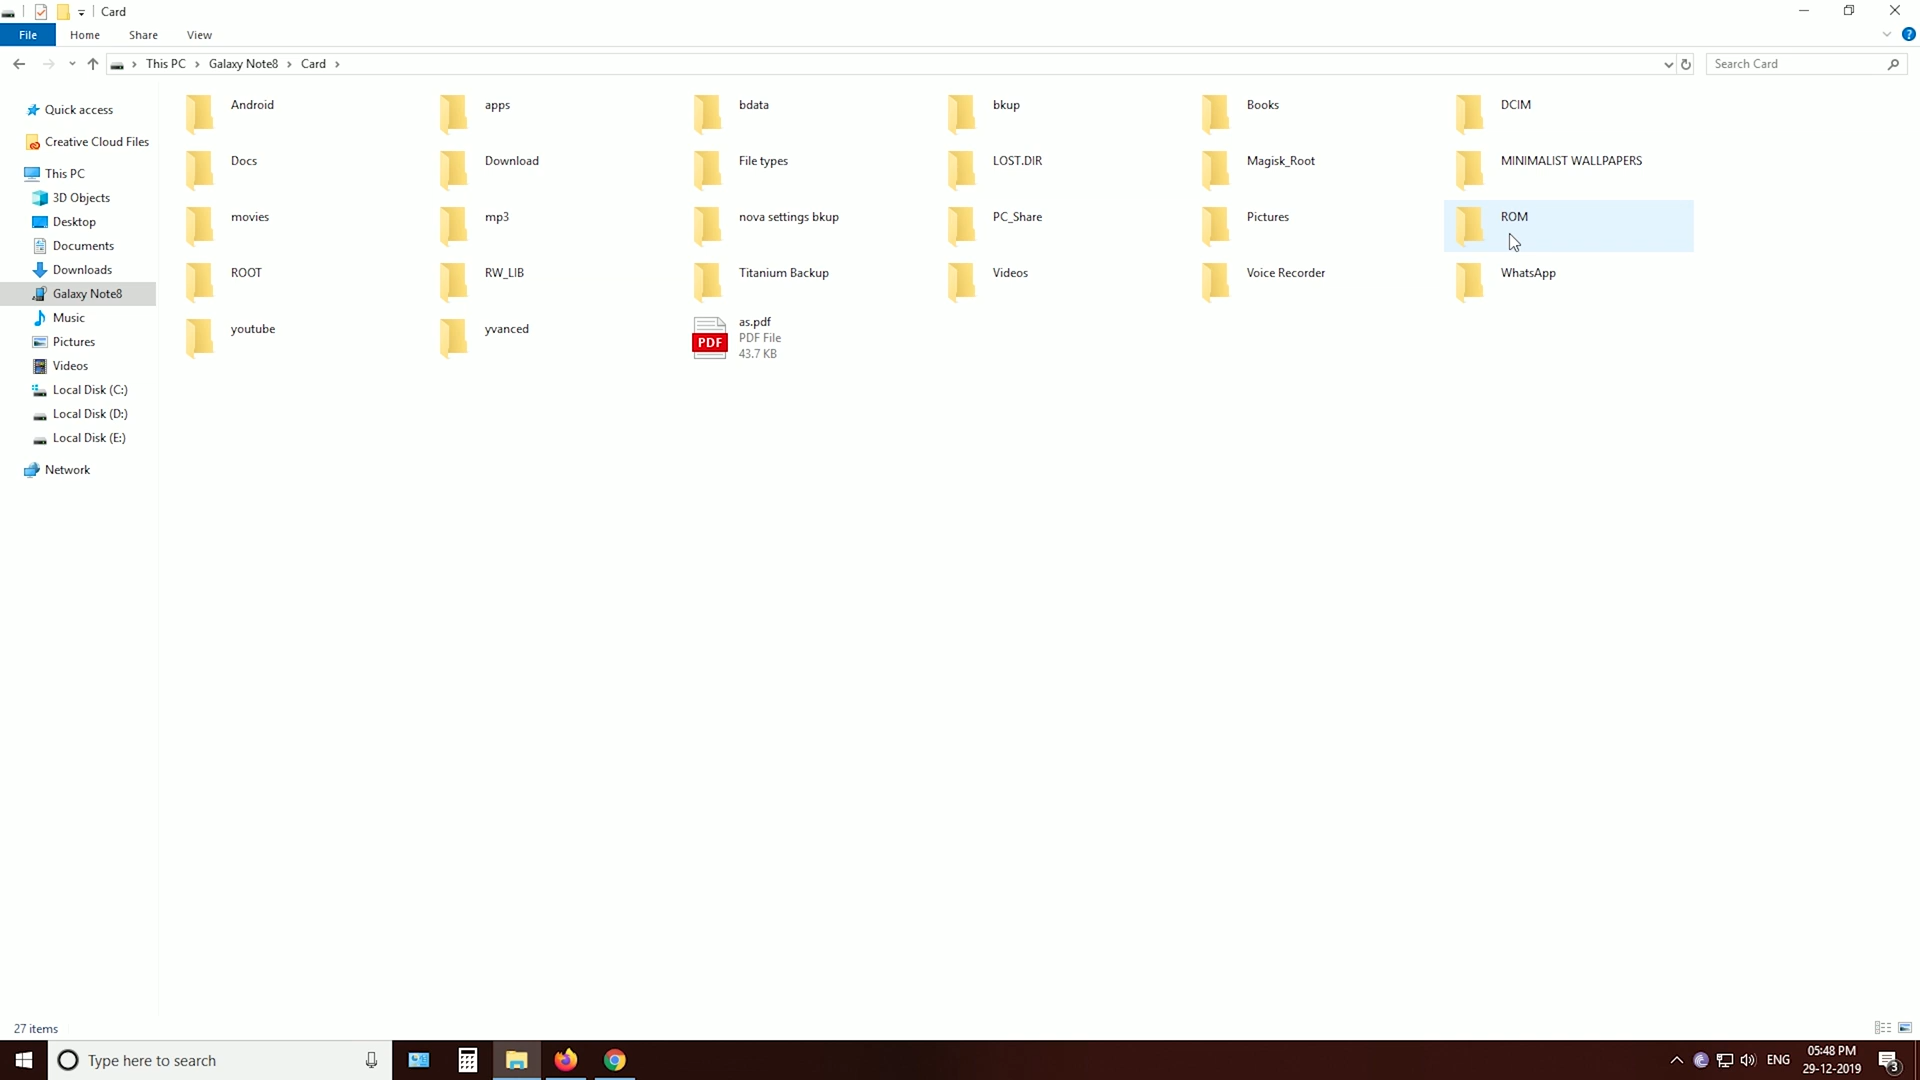 Card
File Home Share View
This PC Galaxy Note8 Card Search Card
Quick access
Creative Cloud Files
This PC
3D Objects
Desktop
Documents
Downloads
Galaxy Note8
Music
Pictures
Videos
Local Disk (C:)
Local Disk (D:)
Local Disk (E:)
Network
Android apps bdata bkup Books DCIM
Docs Download File types LOST.DIR Magisk_Root MINIMALIST WALLPAPERS
movies mp3 nova settings bkup PC_Share Pictures ROM
ROOT RW_LIB Titanium Backup Videos Voice Recorder WhatsApp
youtube yvanced as.pdf
PDF PDF File
43.7 KB
27 items
Type here to search ENG 05:48 PM
29-12-2019 3